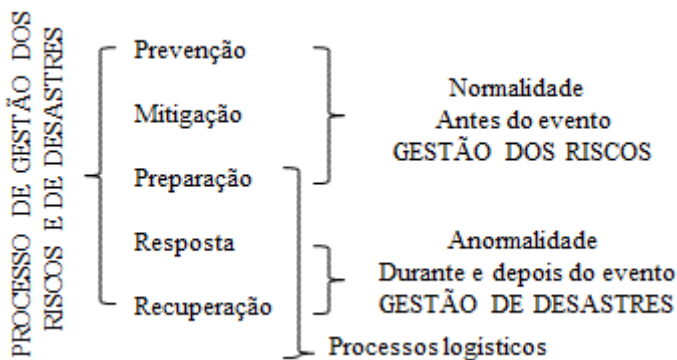 PROCESSO DE GESTÃO DOS
RISCOS E DE DESASTRES
Prevenção
Mitigação
Preparação
Resposta
Recuperação
Normalidade
Antes do evento
GESTÃO DOS RISCOS
Anormalidade
Durante e depois do evento
GESTÃO DE DESASTRES
Processos logísticos